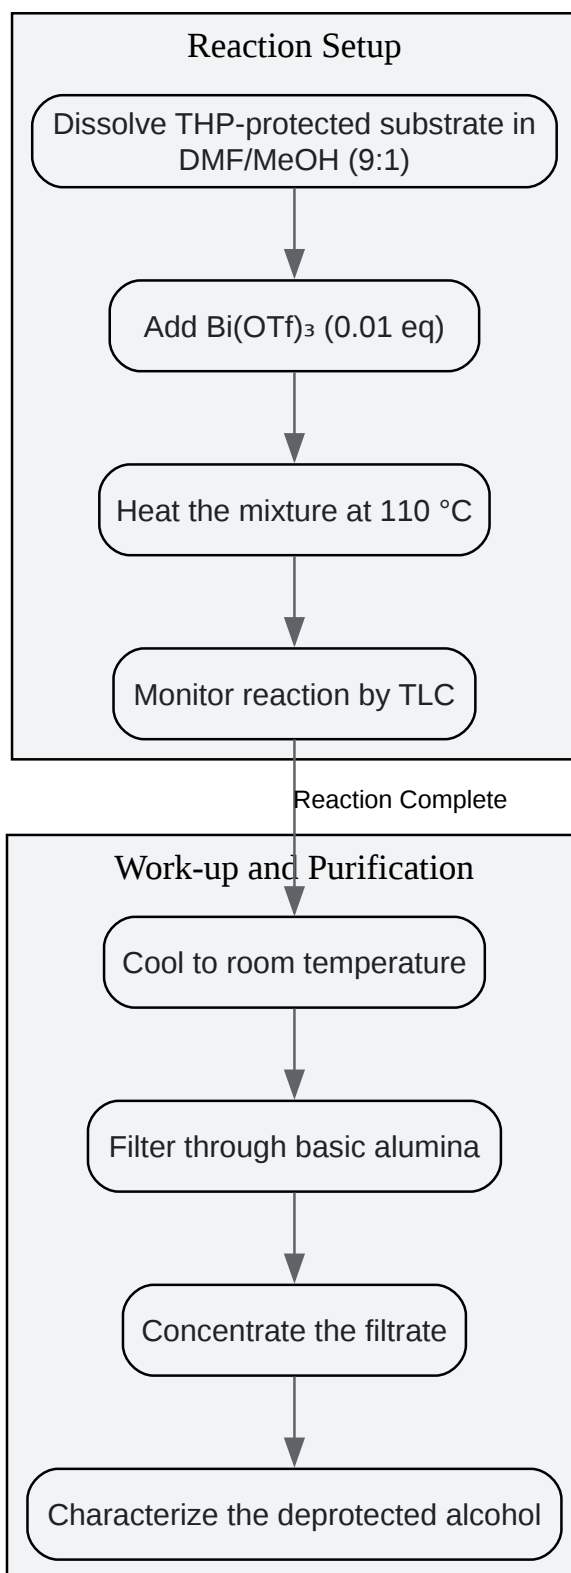 Reaction Setup
Dissolve THP-protected substrate in
DMF/MeOH (9:1)
Add Bi(OTf)₃ (0.01 eq)
Heat the mixture at 110 °C
Monitor reaction by TLC
Reaction Complete
Work-up and Purification
Cool to room temperature
Filter through basic alumina
Concentrate the filtrate
Characterize the deprotected alcohol